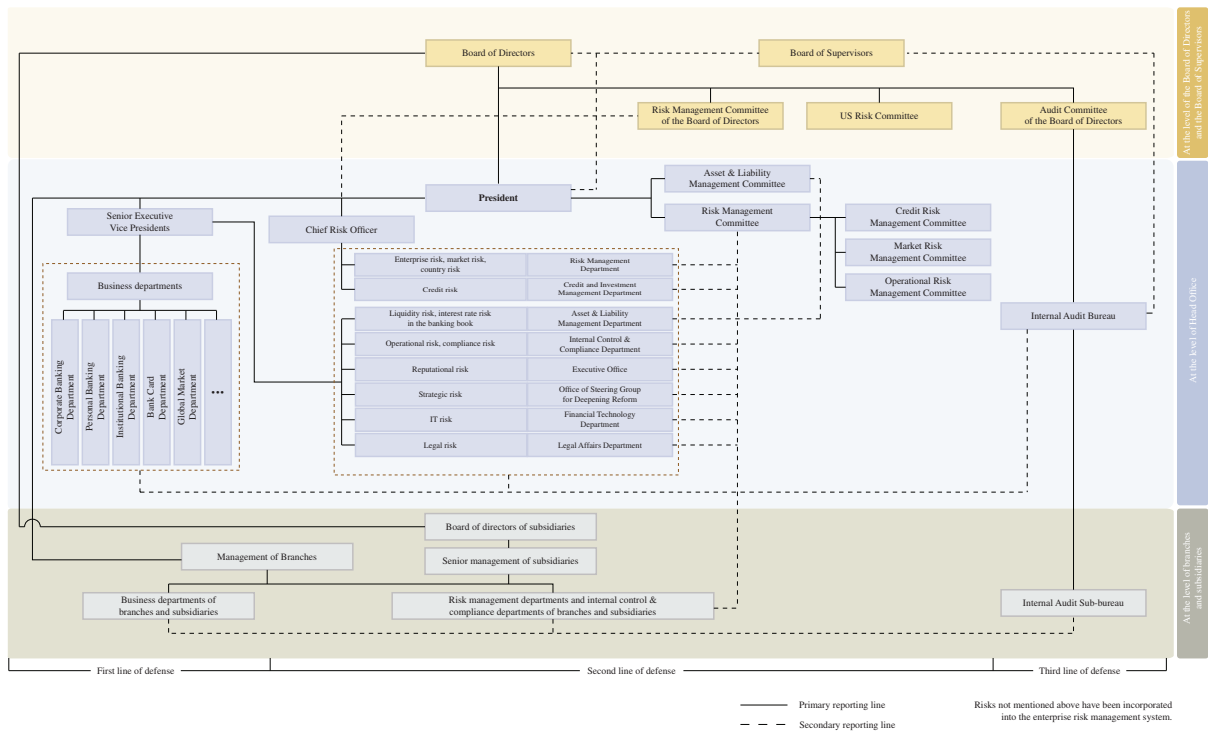 Board of Directors
Board of Supervisors
At the level of the Board of Directors
and the Board of Supervisors
Risk Management Committee
of the Board of Directors
US Risk Committee
Audit Committee
of the Board of Directors
President
Asset & Liability
Management Committee
Risk Management
Committee
Credit Risk
Management Committee
Market Risk
Management Committee
Operational Risk
Management Committee
Senior Executive
Vice Presidents
Chief Risk Officer
Business departments
Corporate Banking
Department
Personal Banking
Department
Institutional Banking
Department
Bank Card
Department
Global Market
Department
...
Enterprise risk, market risk,
country risk
Risk Management
Department
Credit risk
Credit and Investment
Management Department
Liquidity risk, interest rate risk
in the banking book
Asset & Liability
Management Department
Operational risk, compliance risk
Internal Control &
Compliance Department
Reputational risk
Executive Office
Strategic risk
Office of Steering Group
for Deepening Reform
IT risk
Financial Technology
Department
Legal risk
Legal Affairs Department
Internal Audit Bureau
At the level of Head Office
Board of directors of subsidiaries
Management of Branches
Senior management of subsidiaries
Business departments of
branches and subsidiaries
Risk management departments and internal control &
compliance departments of branches and subsidiaries
Internal Audit Sub-bureau
At the level of branches
and subsidiaries
First line of defense
Second line of defense
Third line of defense
Primary reporting line
Secondary reporting line
Risks not mentioned above have been incorporated
into the enterprise risk management system.